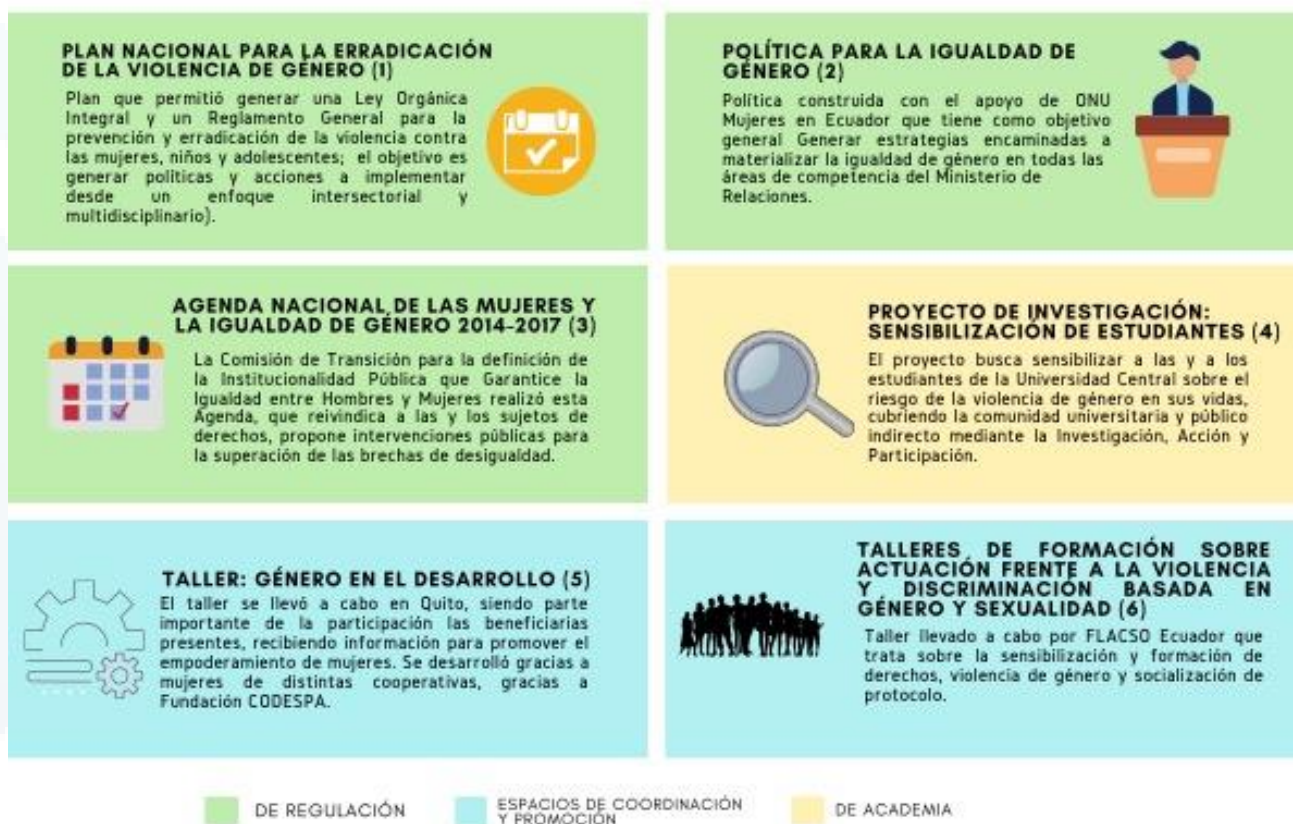 PLAN NACIONAL PARA LA ERRADICACIÓN
DE LA VIOLENCIA DE GÉNERO (1)
Plan que permitió generar una Ley Orgánica
Integral y un Reglamento General para la
prevención y erradicación de la violencia contra
las mujeres, niños y adolescentes; el objetivo es
generar políticas y acciones a implementar
desde un enfoque intersectorial y
multidisciplinario).
POLÍTICA PARA LA IGUALDAD DE
GÉNERO (2)
Política construida con el apoyo de ONU
Mujeres en Ecuador que tiene como objetivo
general Generar estrategias encaminadas a
materializar la igualdad de género en todas las
áreas de competencia del Ministerio de
Relaciones.
AGENDA NACIONAL DE LAS MUJERES Y
LA IGUALDAD DE GÉNERO 2014-2017 (3)
La Comisión de Transición para la definición de
la Institucionalidad Pública que Garantice la
Igualdad entre Hombres y Mujeres realizó esta
Agenda, que reivindica a las y los sujetos de
derechos, propone intervenciones públicas para
la superación de las brechas de desigualdad.
PROYECTO DE INVESTIGACIÓN:
SENSIBILIZACIÓN DE ESTUDIANTES (4)
El proyecto busca sensibilizar a las y a los
estudiantes de la Universidad Central sobre el
riesgo de la violencia de género en sus vidas,
cubriendo la comunidad universitaria y público
indirecto mediante la Investigación, Acción y
Participación.
TALLER: GÉNERO EN EL DESARROLLO (5)
El taller se llevó a cabo en Quito, siendo parte
importante de la participación las beneficiarias
presentes, recibiendo información para promover el
empoderamiento de mujeres. Se desarrolló gracias a
mujeres de distintas cooperativas, gracias a
Fundación CODESPA.
TALLERES DE FORMACIÓN SOBRE
ACTUACIÓN FRENTE A LA VIOLENCIA
Y DISCRIMINACIÓN BASADA EN
GÉNERO Y SEXUALIDAD (6)
Taller llevado a cabo por FLACSO Ecuador que
trata sobre la sensibilización y formación de
derechos, violencia de género y socialización de
protocolo.
DE REGULACIÓN
ESPACIOS DE COORDINACIÓN
Y PROMOCIÓN
DE ACADEMIA